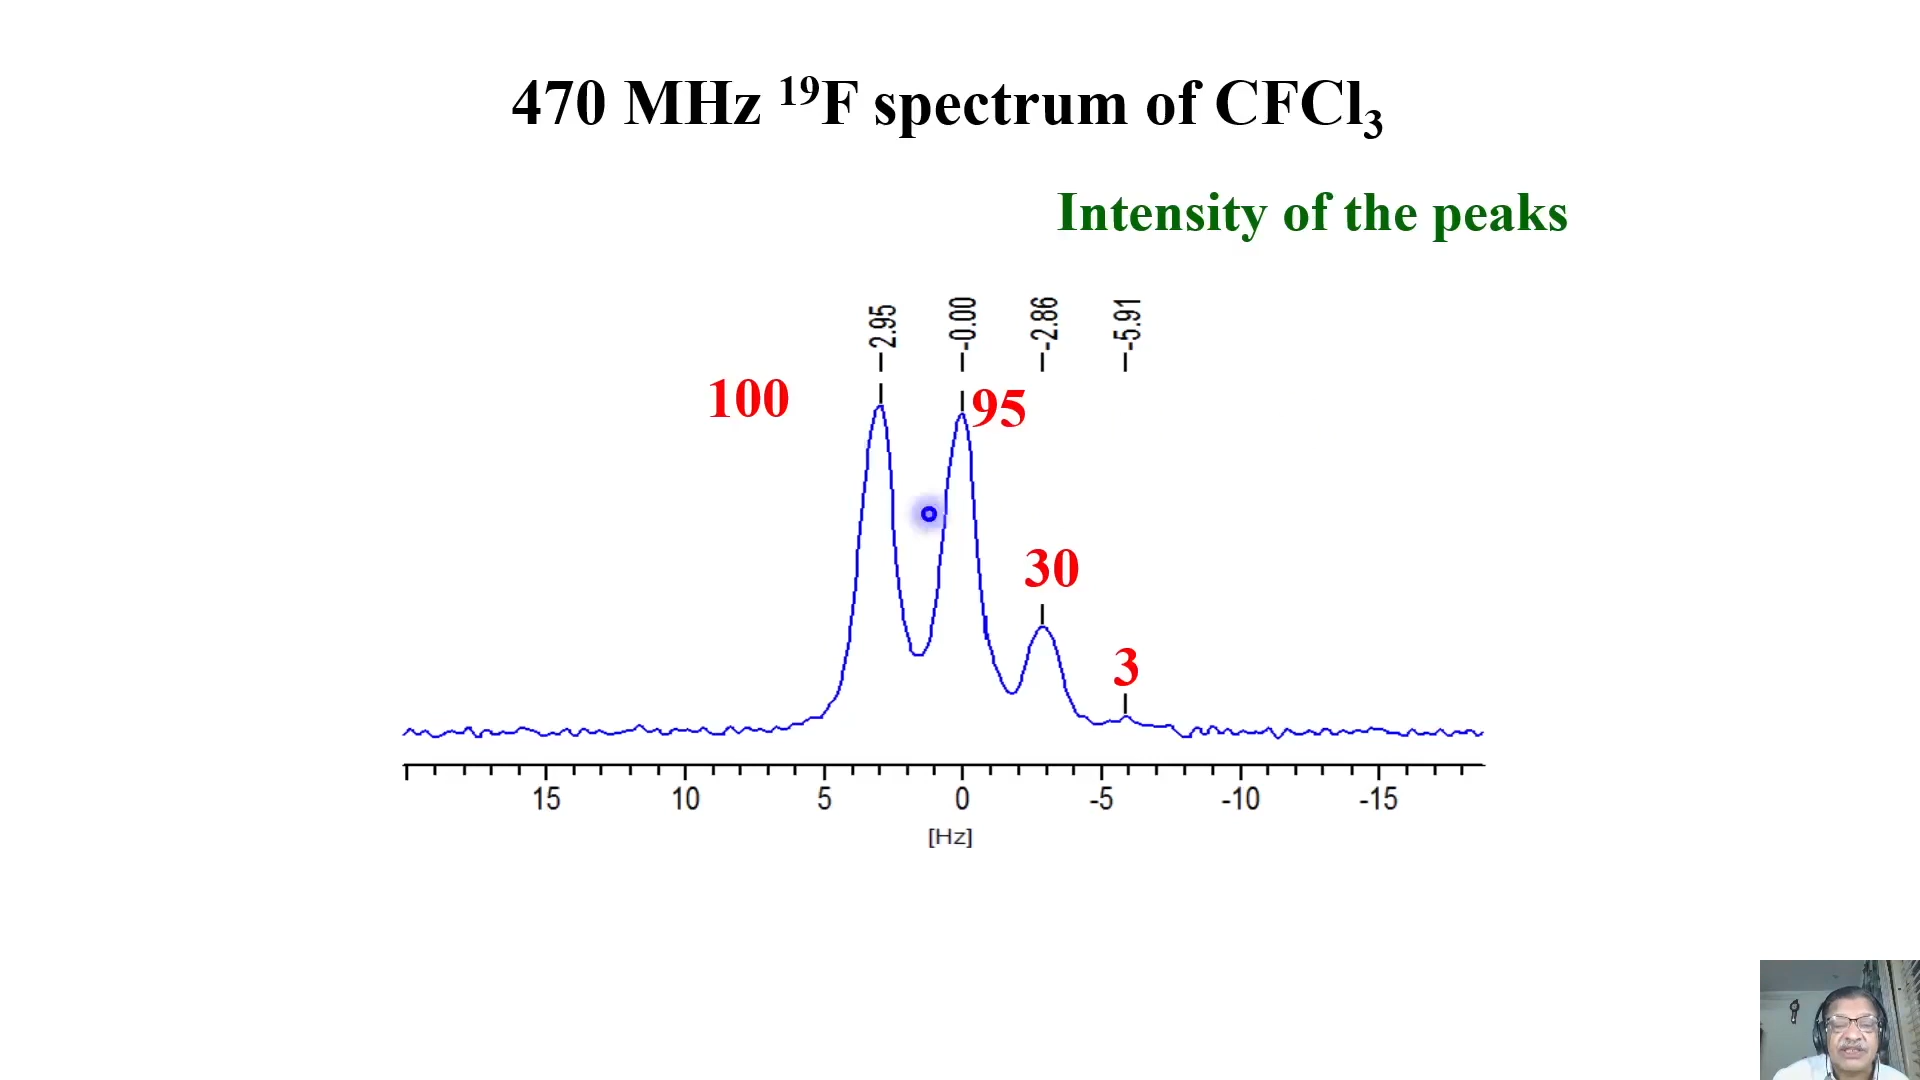 470 MHz ¹⁹F spectrum of CFCl₃
Intensity of the peaks
2.95
-0.00
-2.86
-5.91
100
95
30
3
15 10 5 0 -5 -10 -15
[Hz]